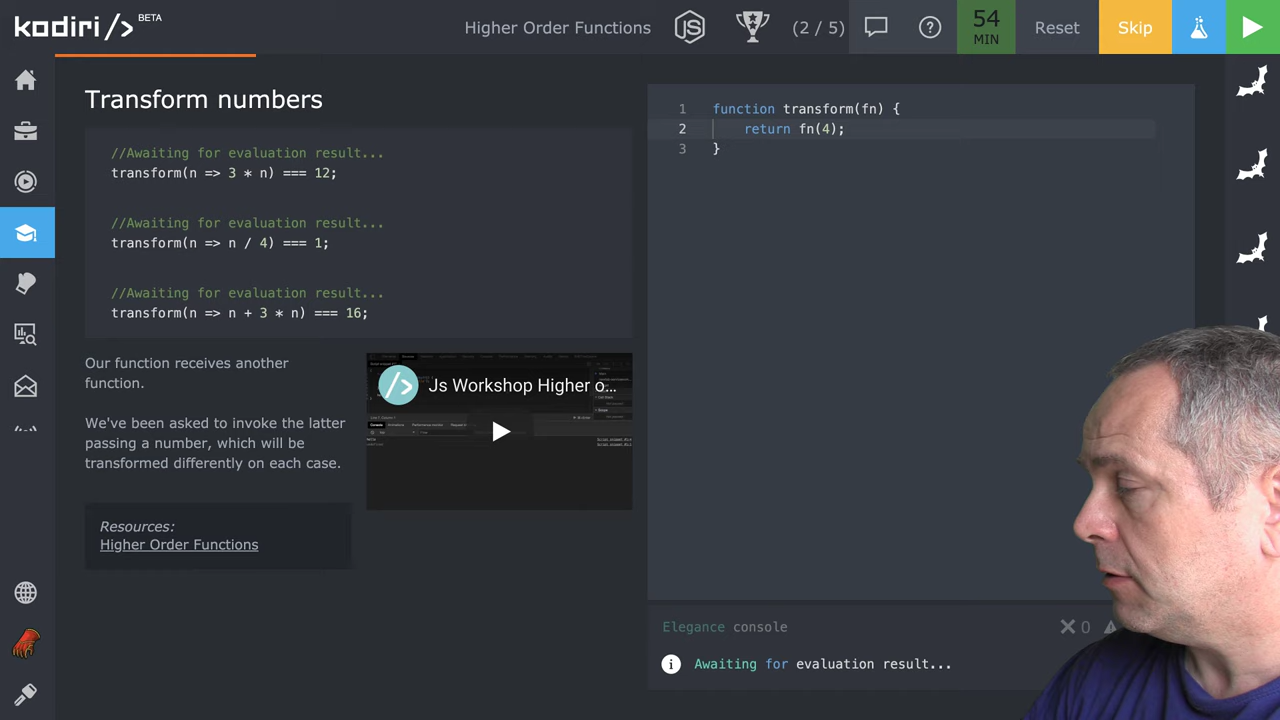 kodiri/> BETA
Higher Order Functions
JS
(2 / 5)
54
MIN
Reset
Skip
Transform numbers
//Awaiting for evaluation result...
transform(n => 3 * n) === 12;
//Awaiting for evaluation result...
transform(n => n / 4) === 1;
//Awaiting for evaluation result...
transform(n => n + 3 * n) === 16;
1 function transform(fn) {
2 return fn(4);
3 }
Our function receives another
function.
We've been asked to invoke the latter
passing a number, which will be
transformed differently on each case.
</> Js Workshop Higher o...
Resources:
Higher Order Functions
Elegance console
0
Awaiting for evaluation result...